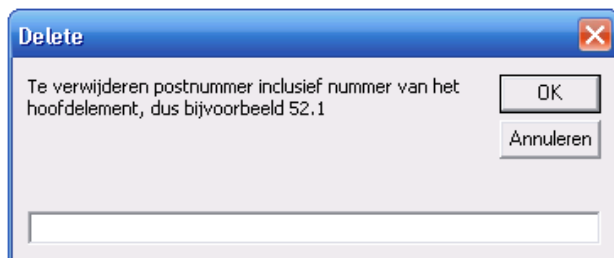 Delete
Te verwijderen postnummer inclusief nummer van het
hoofdelement, dus bijvoorbeeld 52.1
OK
Annuleren